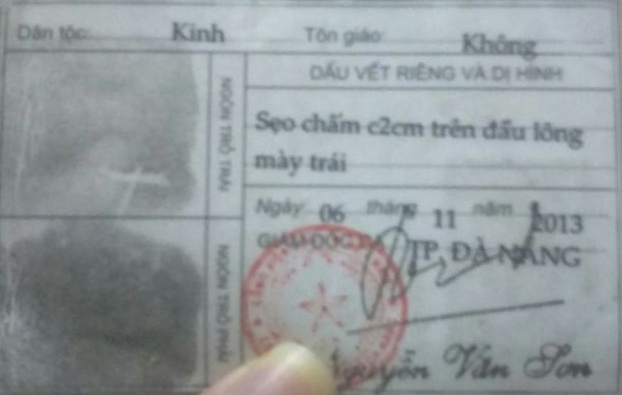 Dân tộc: Kinh Tôn giáo: Không
DẤU VẾT RIÊNG VÀ DỊ HÌNH
NGÓN TRỎ TRÁI
Sẹo chấm c2cm trên đầu lông
mày trái
Ngày 06 tháng 11 năm 2013
GIÁM ĐỐC CA TP. ĐÀ NẴNG
NGÓN TRỎ PHẢI
Nguyễn Văn Sơn